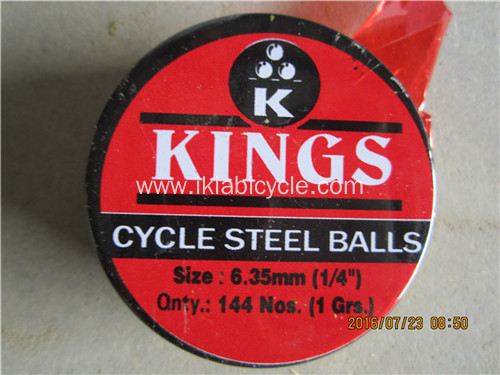 K
KINGS
www.ikiabicycle.com
CYCLE STEEL BALLS
Size : 6.35mm (1/4")
Qnty.: 144 Nos. (1 Grs.)
2016/07/23 08:50